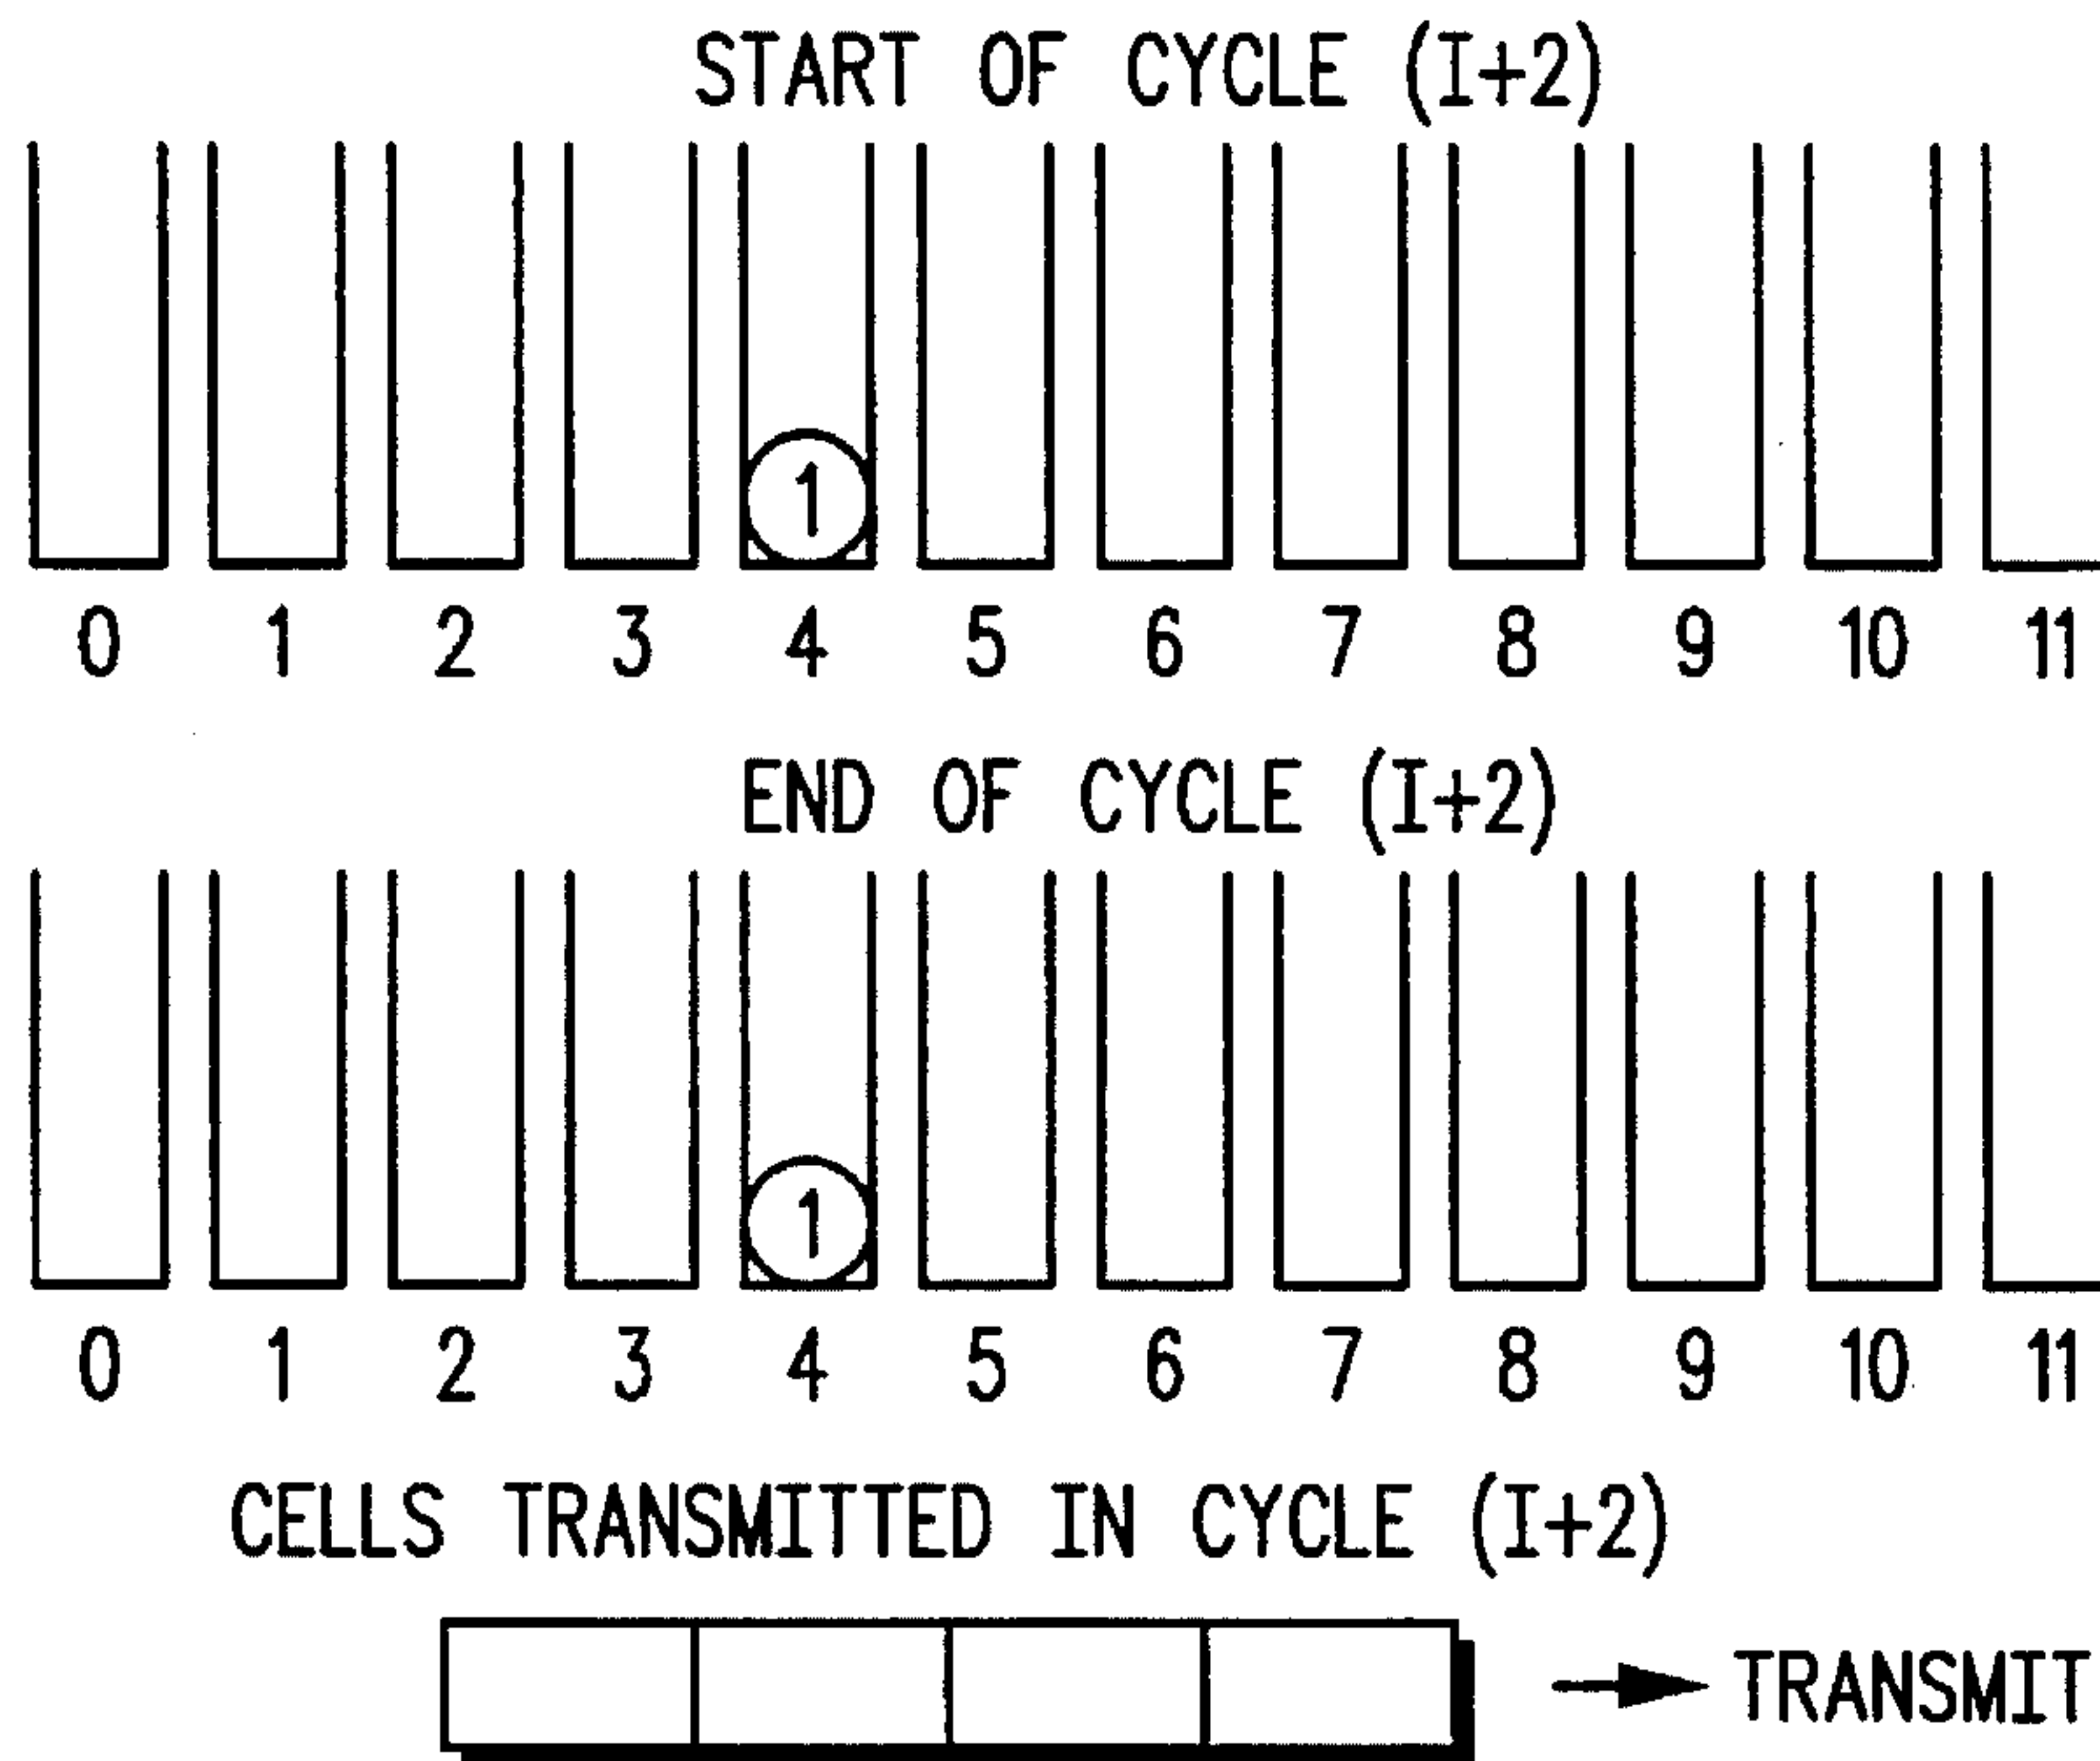 START OF CYCLE (I+2)
1
0 1 2 3 4 5 6 7 8 9 10 11
END OF CYCLE (I+2)
1
0 1 2 3 4 5 6 7 8 9 10 11
CELLS TRANSMITTED IN CYCLE (I+2)
TRANSMIT